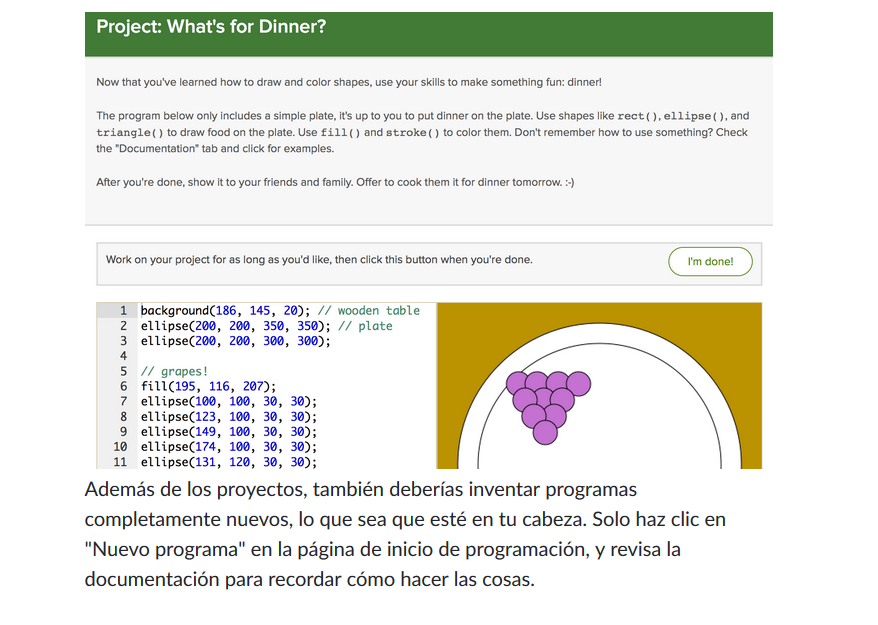 Project: What's for Dinner?
Now that you've learned how to draw and color shapes, use your skills to make something fun: dinner!
The program below only includes a simple plate, it's up to you to put dinner on the plate. Use shapes like rect(), ellipse(), and
triangle() to draw food on the plate. Use fill() and stroke() to color them. Don't remember how to use something? Check
the "Documentation" tab and click for examples.
After you're done, show it to your friends and family. Offer to cook them it for dinner tomorrow. :-)
Work on your project for as long as you'd like, then click this button when you're done.
I'm done!
1 background(186, 145, 20); // wooden table
2 ellipse(200, 200, 350, 350); // plate
3 ellipse(200, 200, 300, 300);
4
5 // grapes!
6 fill(195, 116, 207);
7 ellipse(100, 100, 30, 30);
8 ellipse(123, 100, 30, 30);
9 ellipse(149, 100, 30, 30);
10 ellipse(174, 100, 30, 30);
11 ellipse(131, 120, 30, 30);
Además de los proyectos, también deberías inventar programas
completamente nuevos, lo que sea que esté en tu cabeza. Solo haz clic en
"Nuevo programa" en la página de inicio de programación, y revisa la
documentación para recordar cómo hacer las cosas.